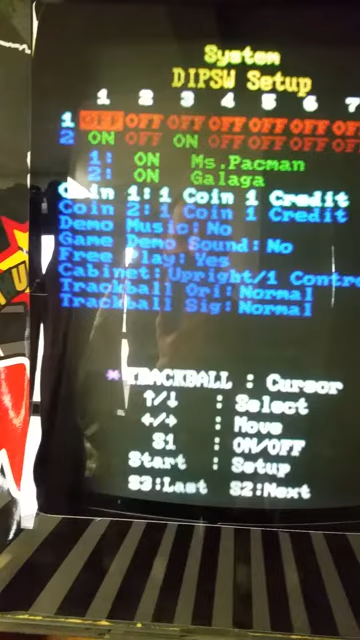 System
DIPSW Setup
1 2 3 4 5 6 7
1 OFF OFF OFF OFF OFF OFF OF
2 ON OFF ON OFF OFF OFF OF
1: ON Ms.Pacman
2: ON Galaga
Coin 1:1 Coin 1 Credit
Coin 2:1 Coin 1 Credit
Demo Music:No
Game Demo Sound:No
Free Play:Yes
Cabinet:Upright/1 Contro
Trackball Ori:Normal
Trackball Sig:Normal
*TRACKBALL : Cursor
↑/↓ : Select
←/→ : Move
S1 : ON/OFF
Start : Setup
S3:Last S2:Next